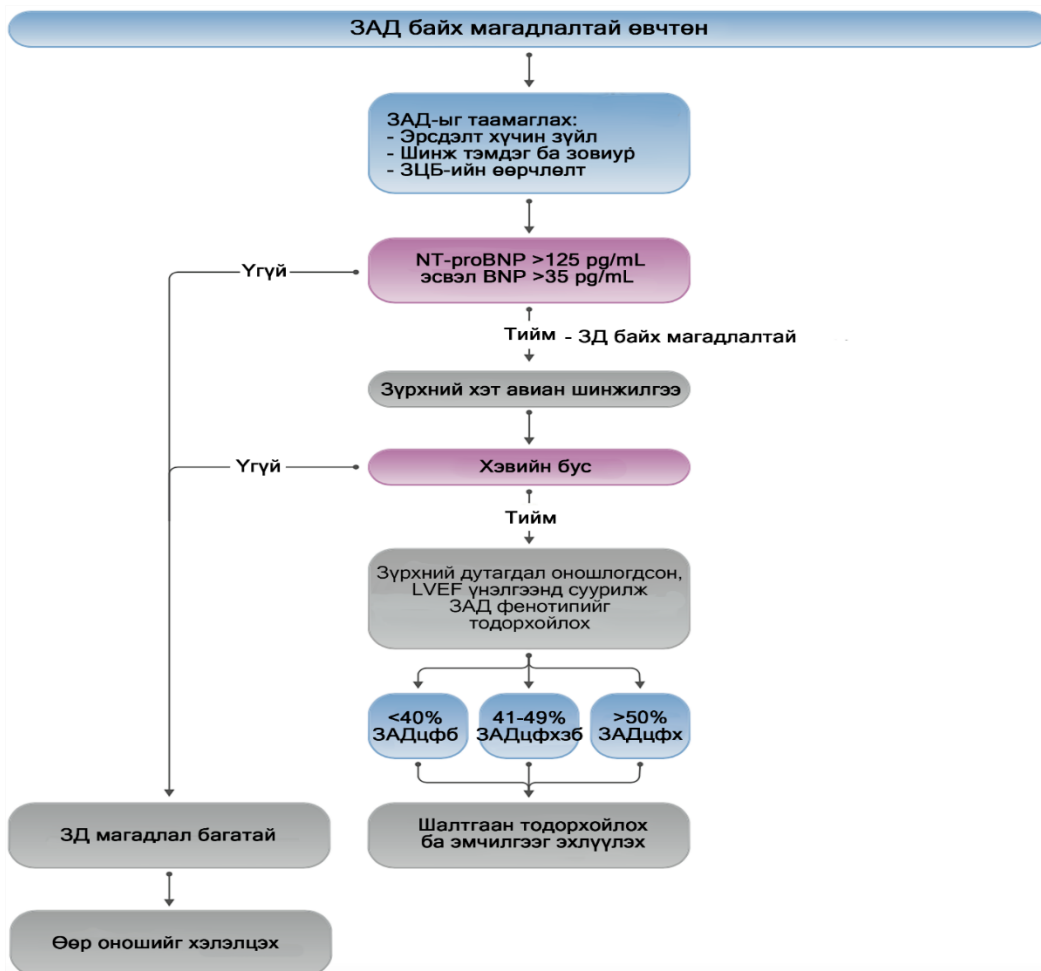 ЗАД байх магадлалтай өвчтөн
ЗАД-ыг таамаглах:
- Эрсдэлт хүчин зүйл
- Шинж тэмдэг ба зовиур
- ЗЦБ-ийн өөрчлөлт
Үгүй
NT-proBNP >125 pg/mL
эсвэл BNP >35 pg/mL
Тийм - ЗД байх магадлалтай
Зүрхний хэт авиан шинжилгээ
Үгүй
Хэвийн бус
Тийм
Зүрхний дутагдал оношлогдсон,
LVEF үнэлгээнд суурилж
ЗАД фенотипийг
тодорхойлох
<40%
ЗАДцфб
41-49%
ЗАДцфхзб
>50%
ЗАДцфх
ЗД магадлал багатай
Шалтгаан тодорхойлох
ба эмчилгээг эхлүүлэх
Өөр оношийг хэлэлцэх